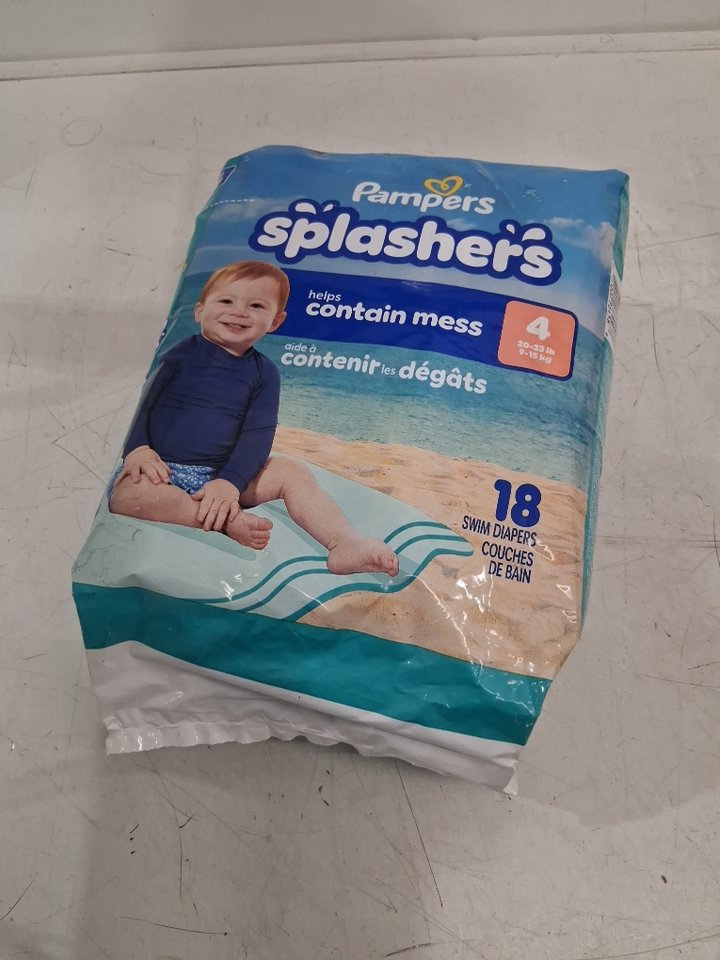 Pampers
splashers
helps
contain mess
4
20-33 lb
9-15 kg
aide à
contenir les dégâts
18
SWIM DIAPERS
COUCHES
DE BAIN